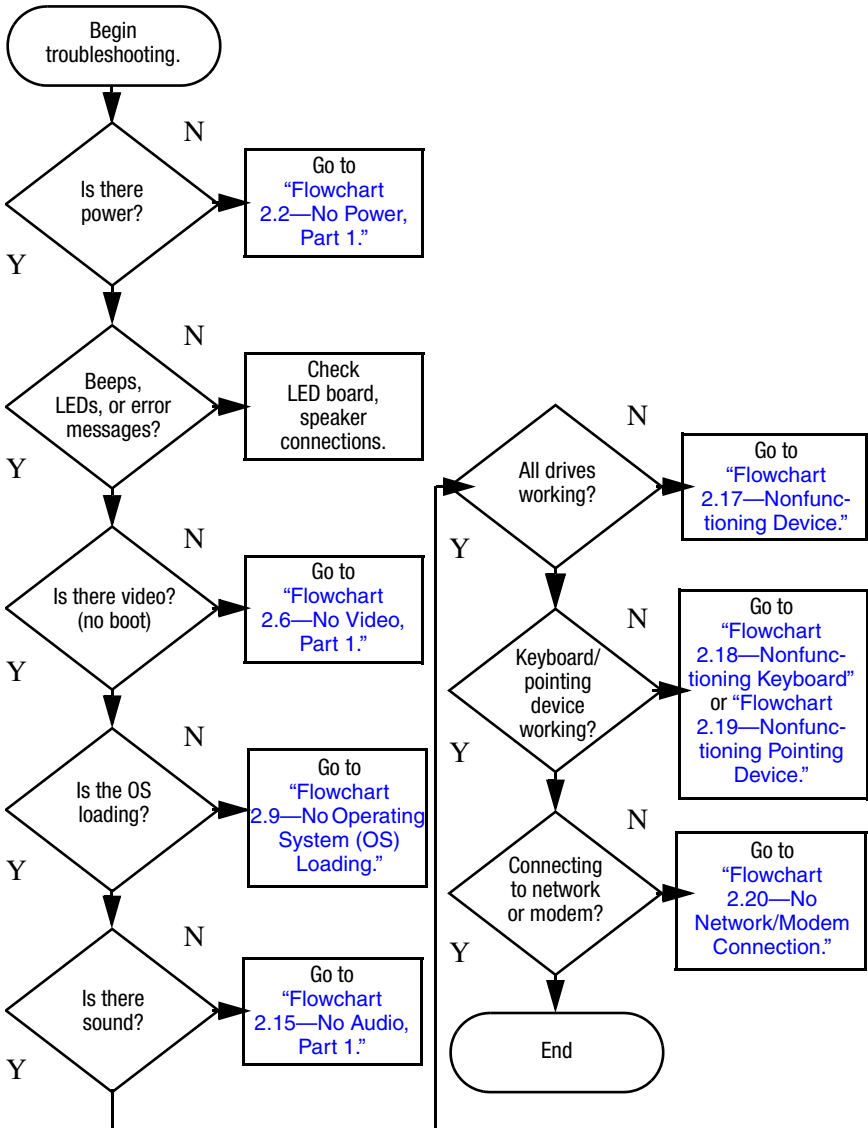 Begin
troubleshooting.
N
Is there
power?
Go to
“Flowchart
2.2—No Power,
Part 1.”
Y
N
Beeps,
LEDs, or error
messages?
Check
LED board,
speaker
connections.
Y
N
Is there video?
(no boot)
Go to
“Flowchart
2.6—No Video,
Part 1.”
Y
N
Is the OS
loading?
Go to
“Flowchart
2.9—No Operating
System (OS)
Loading.”
Y
N
Is there
sound?
Go to
“Flowchart
2.15—No Audio,
Part 1.”
Y
N
All drives
working?
Go to
“Flowchart
2.17—Nonfunc-
tioning Device.”
Y
N
Keyboard/
pointing
device
working?
Go to
“Flowchart
2.18—Nonfunc-
tioning Keyboard”
or “Flowchart
2.19—Nonfunc-
tioning Pointing
Device.”
Y
N
Connecting
to network
or modem?
Go to
“Flowchart
2.20—No
Network/Modem
Connection.”
Y
End